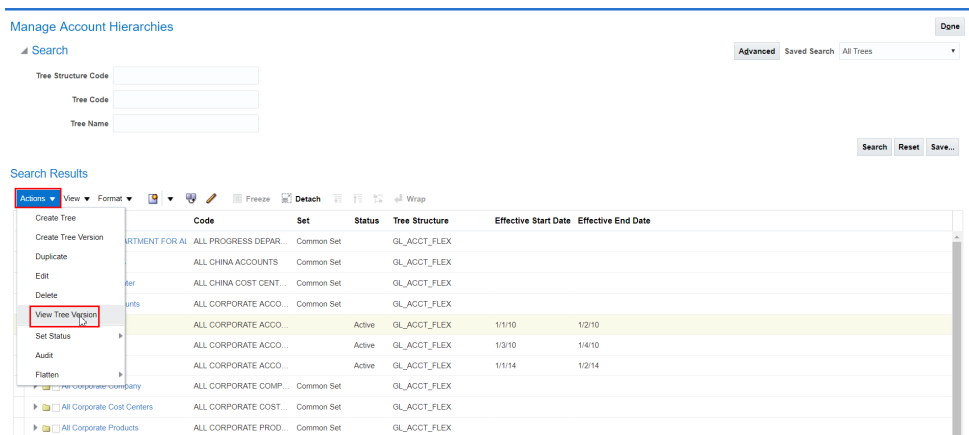 Manage Account Hierarchies
Done
Search
Advanced Saved Search All Trees
Tree Structure Code
Tree Code
Tree Name
Search Reset Save...
Search Results
Actions View Format Freeze Detach Wrap
Code Set Status Tree Structure Effective Start Date Effective End Date
Create Tree
ARTMENT FOR AL ALL PROGRESS DEPAR... Common Set GL_ACCT_FLEX
Create Tree Version
ALL CHINA ACCOUNTS Common Set GL_ACCT_FLEX
Duplicate
ter ALL CHINA COST CENT... Common Set GL_ACCT_FLEX
Edit
Delete
unts ALL CORPORATE ACCO... Common Set GL_ACCT_FLEX
View Tree Version
ALL CORPORATE ACCO... Active GL_ACCT_FLEX 1/1/10 1/2/10
Set Status
ALL CORPORATE ACCO... Active GL_ACCT_FLEX 1/3/10 1/4/10
Audit
ALL CORPORATE ACCO... Active GL_ACCT_FLEX 1/1/14 1/2/14
Flatten
All Corporate Company ALL CORPORATE COMP... Common Set GL_ACCT_FLEX
All Corporate Cost Centers ALL CORPORATE COST... Common Set GL_ACCT_FLEX
All Corporate Products ALL CORPORATE PROD... Common Set GL_ACCT_FLEX